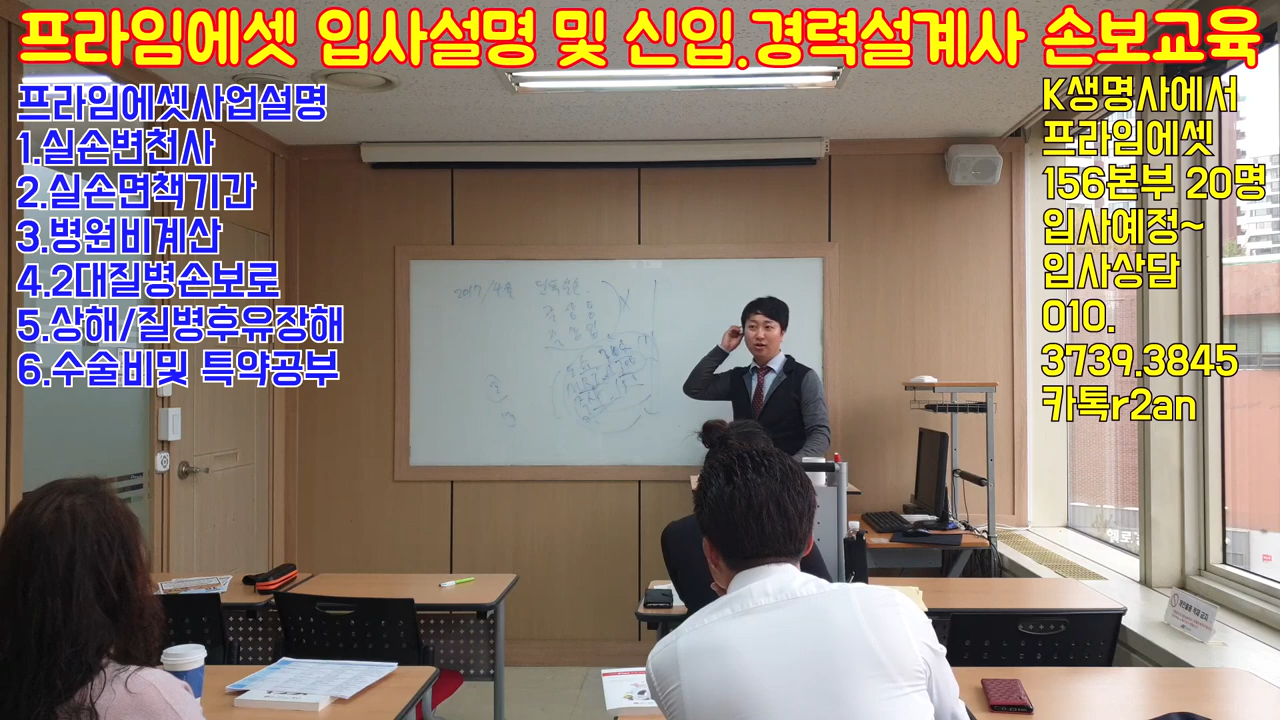 프라임에셋 입사설명 및 신입.경력설계사 손보교육
프라임에셋사업설명
1.실손변천사
2.실손면책기간
3.병원비계산
4.2대질병손보로
5.상해/질병후유장해
6.수술비및 특약공부
K생명사에서
프라임에셋
156본부 20명
입사예정~
입사상담
010.
3739.3845
카톡r2an
2017/4월